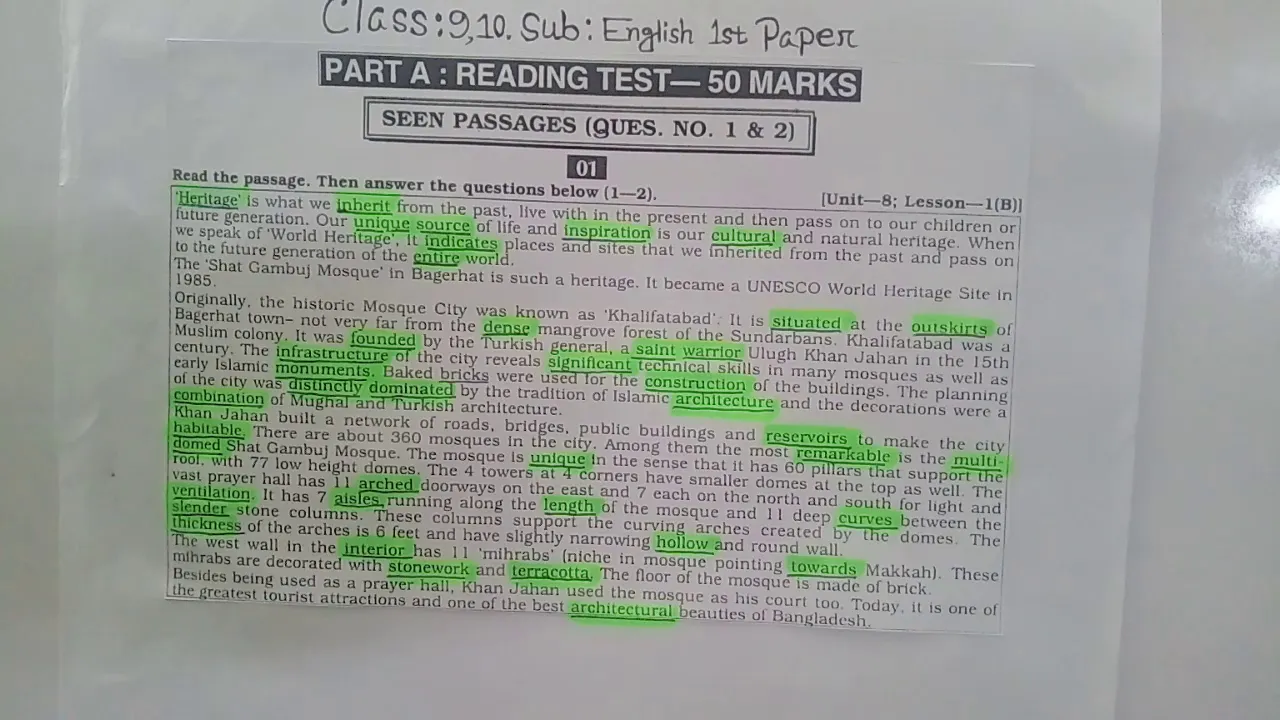 Class:9,10. Sub: English 1st Paper
PART A : READING TEST— 50 MARKS
SEEN PASSAGES (QUES. NO. 1 & 2)
01
Read the passage. Then answer the questions below (1—2). [Unit—8; Lesson—1(B)]
'Heritage' is what we inherit from the past, live with in the present and then pass on to our children or
future generation. Our unique source of life and inspiration is our cultural and natural heritage. When
we speak of 'World Heritage', it indicates places and sites that we inherited from the past and pass on
to the future generation of the entire world.
The 'Shat Gambuj Mosque' in Bagerhat is such a heritage. It became a UNESCO World Heritage Site in
1985.
Originally, the historic Mosque City was known as 'Khalifatabad'. It is situated at the outskirts of
Bagerhat town– not very far from the dense mangrove forest of the Sundarbans. Khalifatabad was a
Muslim colony. It was founded by the Turkish general, a saint warrior Ulugh Khan Jahan in the 15th
century. The infrastructure of the city reveals significant technical skills in many mosques as well as
early Islamic monuments. Baked bricks were used for the construction of the buildings. The planning
of the city was distinctly dominated by the tradition of Islamic architecture and the decorations were a
combination of Mughal and Turkish architecture.
Khan Jahan built a network of roads, bridges, public buildings and reservoirs to make the city
habitable. There are about 360 mosques in the city. Among them the most remarkable is the multi-
domed Shat Gambuj Mosque. The mosque is unique in the sense that it has 60 pillars that support the
roof, with 77 low height domes. The 4 towers at 4 corners have smaller domes at the top as well. The
vast prayer hall has 11 arched doorways on the east and 7 each on the north and south for light and
ventilation. It has 7 aisles running along the length of the mosque and 11 deep curves between the
slender stone columns. These columns support the curving arches created by the domes. The
thickness of the arches is 6 feet and have slightly narrowing hollow and round wall.
The west wall in the interior has 11 'mihrabs' (niche in mosque pointing towards Makkah). These
mihrabs are decorated with stonework and terracotta. The floor of the mosque is made of brick.
Besides being used as a prayer hall, Khan Jahan used the mosque as his court too. Today, it is one of
the greatest tourist attractions and one of the best architectural beauties of Bangladesh.